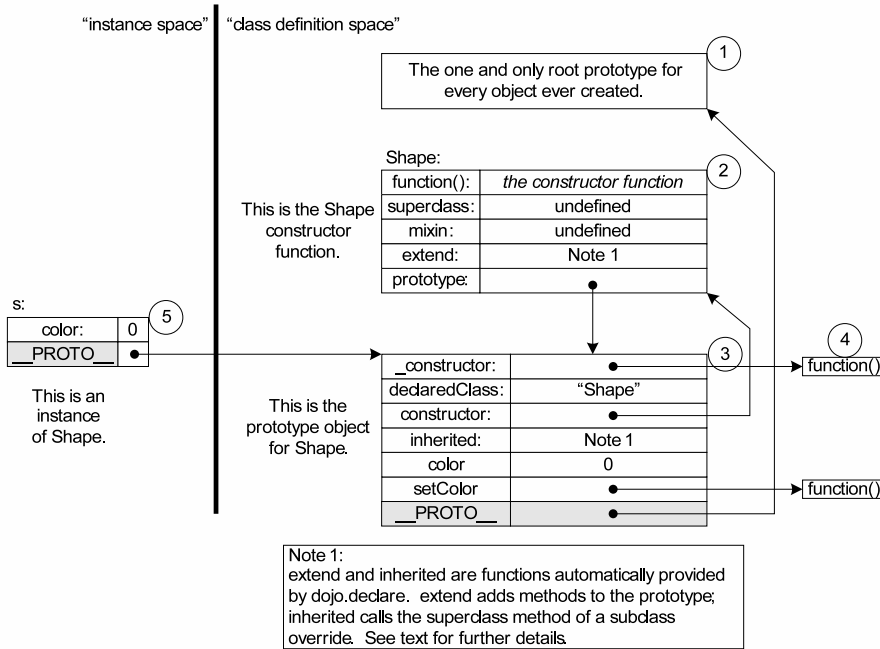 “instance space”
“class definition space”
1
The one and only root prototype for
every object ever created.
Shape:
2
function(): the constructor function
superclass: undefined
mixin: undefined
extend: Note 1
prototype:
This is the Shape
constructor
function.
s:
5
color: 0
__PROTO__
This is an
instance
of Shape.
3
_constructor:
declaredClass: “Shape”
constructor:
inherited: Note 1
color 0
setColor
__PROTO__
This is the
prototype object
for Shape.
4
function()
function()
Note 1:
extend and inherited are functions automatically provided
by dojo.declare. extend adds methods to the prototype;
inherited calls the superclass method of a subclass
override. See text for further details.